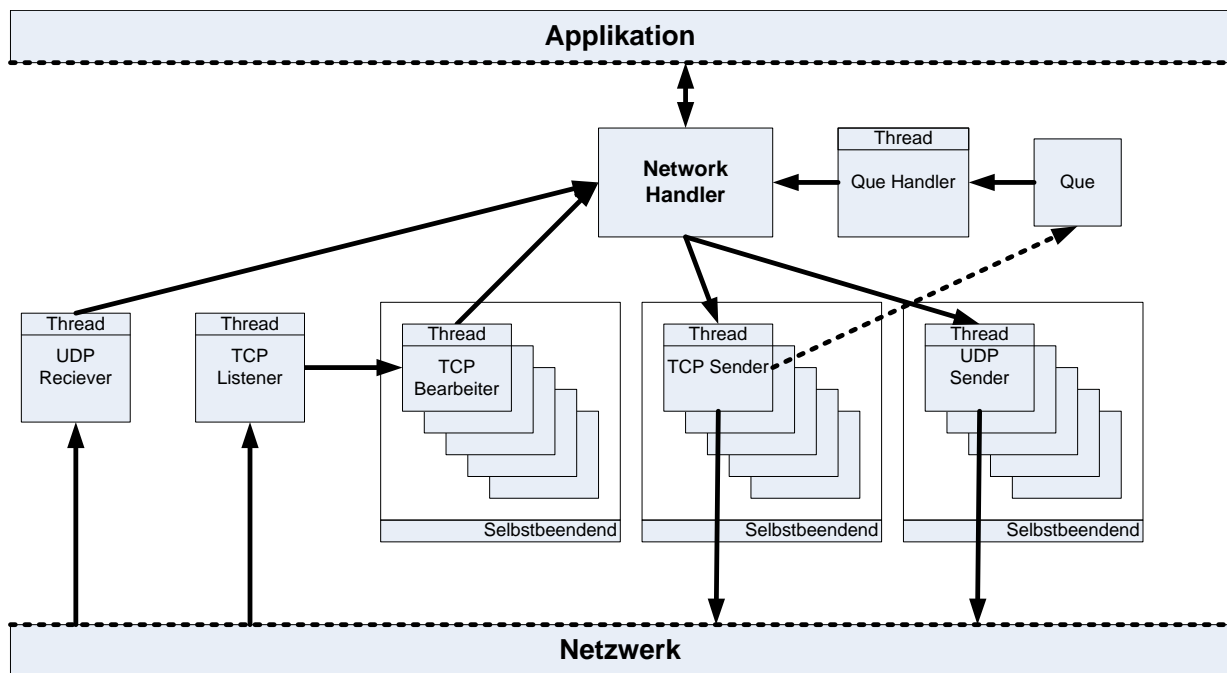 Applikation
Network
Handler
Thread
Que Handler
Que
Thread
UDP
Reciever
Thread
TCP
Listener
Thread
TCP
Bearbeiter
Selbstbeendend
Thread
TCP Sender
Selbstbeendend
Thread
UDP
Sender
Selbstbeendend
Netzwerk